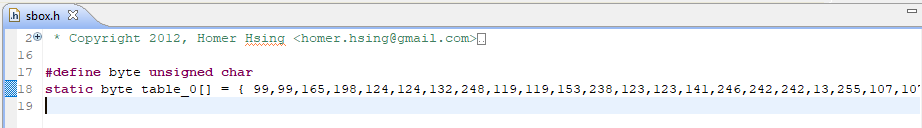 sbox.h
2 * Copyright 2012, Homer Hsing <homer.hsing@gmail.com>
16
17 #define byte unsigned char
18 static byte table_0[] = { 99,99,165,198,124,124,132,248,119,119,153,238,123,123,141,246,242,242,13,255,107,107
19